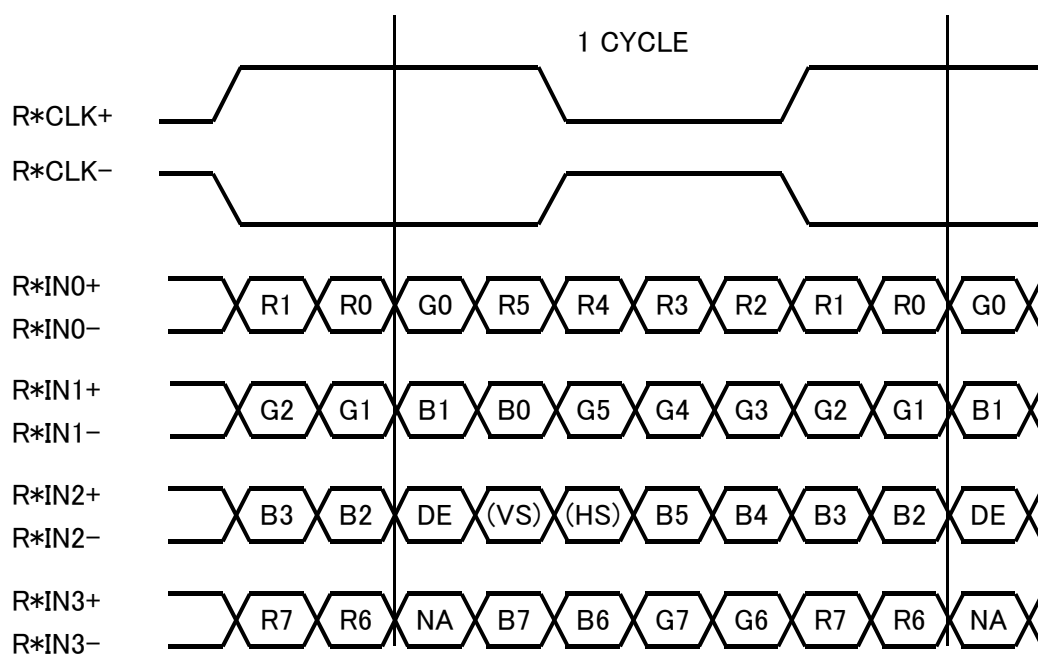 1 CYCLE
R*CLK+
R*CLK-
R*IN0+
R*IN0-
R1 R0 G0 R5 R4 R3 R2 R1 R0 G0
R*IN1+
R*IN1-
G2 G1 B1 B0 G5 G4 G3 G2 G1 B1
R*IN2+
R*IN2-
B3 B2 DE (VS) (HS) B5 B4 B3 B2 DE
R*IN3+
R*IN3-
R7 R6 NA B7 B6 G7 G6 R7 R6 NA